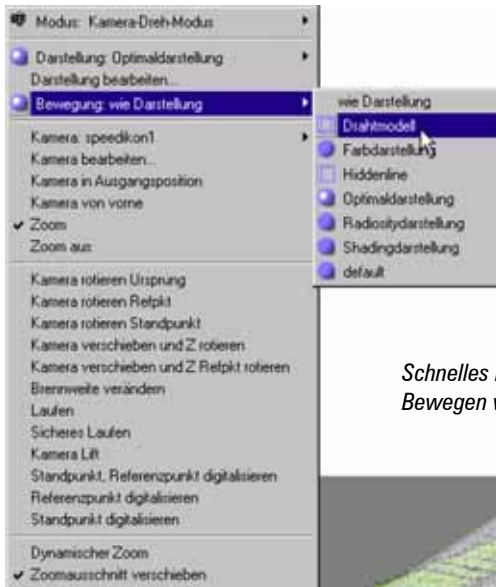 Modus: Kamera-Dreh-Modus
Darstellung: Optimaldarstellung
Darstellung bearbeiten...
Bewegung: wie Darstellung
Kamera: speedikon1
Kamera bearbeiten...
Kamera in Ausgangsposition
Kamera von vorne
Zoom
Zoom aus
Kamera rotieren Ursprung
Kamera rotieren Refpkt
Kamera rotieren Standpunkt
Kamera verschieben und Z rotieren
Kamera verschieben und Z Refpkt rotieren
Brennweite verändern
Laufen
Sicheres Laufen
Kamera Lift
Standpunkt, Referenzpunkt digitalisieren
Referenzpunkt digitalisieren
Standpunkt digitalisieren
Dynamischer Zoom
Zoomausschnitt verschieben
wie Darstellung
Drahtmodell
Farbdarstellung
Hiddenline
Optimaldarstellung
Radiositydarstellung
Shadingdarstellung
default
Schnelles
Bewegen